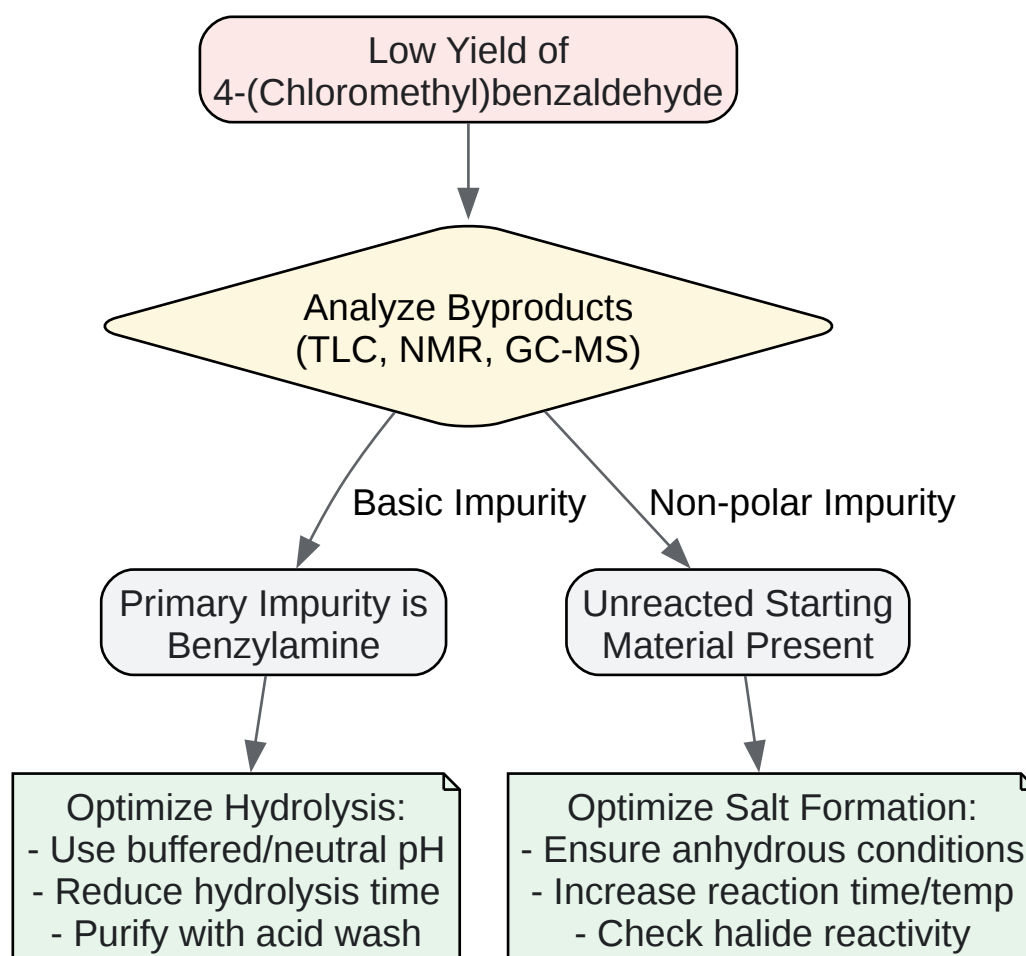 Low Yield of
4-(Chloromethyl)benzaldehyde
Analyze Byproducts
(TLC, NMR, GC-MS)
Basic Impurity
Non-polar Impurity
Primary Impurity is
Benzylamine
Unreacted Starting
Material Present
Optimize Hydrolysis:
- Use buffered/neutral pH
- Reduce hydrolysis time
- Purify with acid wash
Optimize Salt Formation:
- Ensure anhydrous conditions
- Increase reaction time/temp
- Check halide reactivity